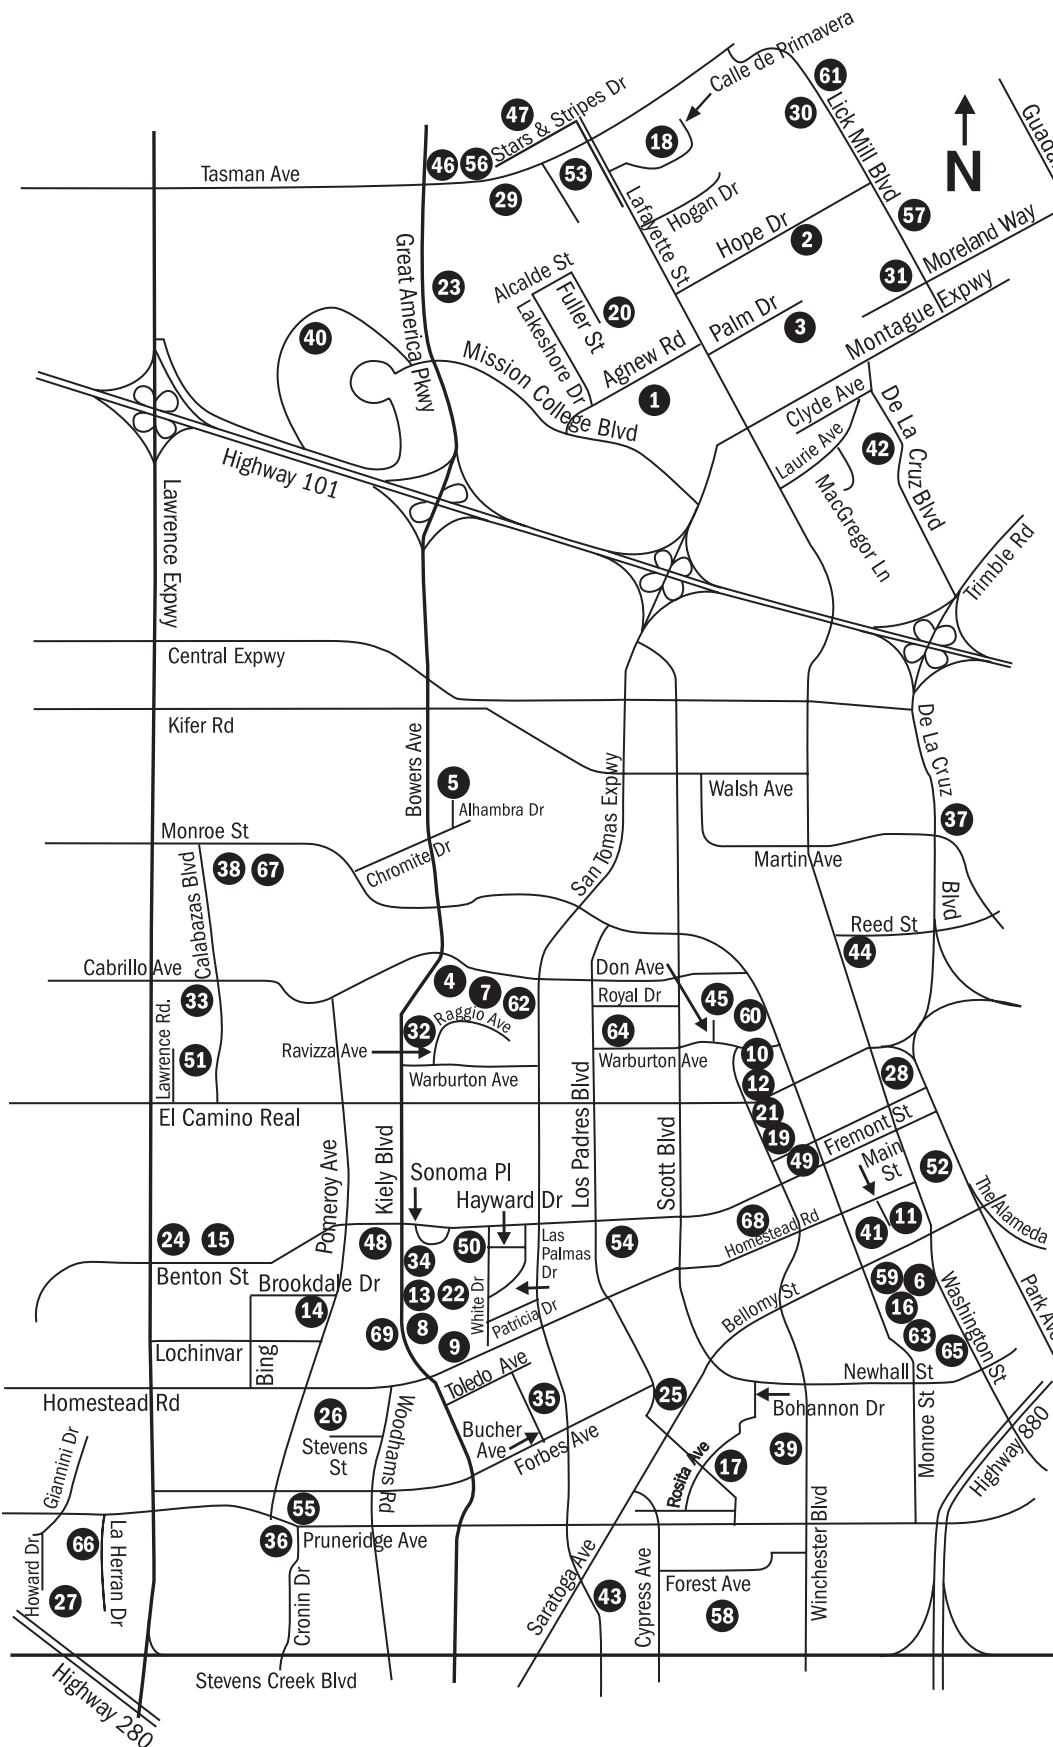 Calle de Primavera
61
47
Stars & Stripes Dr
30
Lick Mill Blvd
18
N
Guadal
46
56
53
Tasman Ave
29
Lafayette St
Hogan Dr
57
Hope Dr
2
Moreland Way
Great America Pkwy
Alcalde St
31
23
Fuller St
20
Palm Dr
3
Montague Expwy
Lakeshore Dr
40
Agnew Rd
Mission College Blvd
1
Clyde Ave
De La Cruz Blvd
Laurie Ave
42
Highway 101
MacGregor Ln
Lawrence Expwy
Trimble Rd
Central Expwy
Kifer Rd
Bowers Ave
De La Cruz
5
Walsh Ave
San Tomas Expwy
Alhambra Dr
37
Monroe St
Chromite Dr
Martin Ave
38
67
Calabazas Blvd
Blvd
Reed St
44
Cabrillo Ave
Don Ave
4
7
62
Royal Dr
45
33
Lawrence Rd.
Raggio Ave
60
32
64
Ravizza Ave
51
Warburton Ave
Warburton Ave
10
28
12
El Camino Real
21
Fremont St
19
Pomeroy Ave
Kiely Blvd
Los Padres Blvd
Scott Blvd
49
Main
St
52
Sonoma Pl
Hayward Dr
The Alameda
68
11
24
15
48
50
Las
Palmas
Dr
54
Homestead Rd
41
34
Benton St
Brookdale Dr
13
22
White Dr
59
6
Washington St
Park Ave
14
Patricia Dr
Bellomy St
16
69
8
63
9
65
Lochinvar
Bing
Toledo Ave
Newhall St
Homestead Rd
35
25
Bohannon Dr
26
Woodhams Rd
Bucher
Ave
Stevens
St
Forbes Ave
39
Monroe St
Highway 880
Giannini Dr
17
Rosita Ave
55
Winchester Blvd
36
Pruneridge Ave
66
La Herran Dr
Howard Dr
27
Cronin Dr
Saratoga Ave
43
Cypress Ave
Forest Ave
58
Stevens Creek Blvd
Highway 280